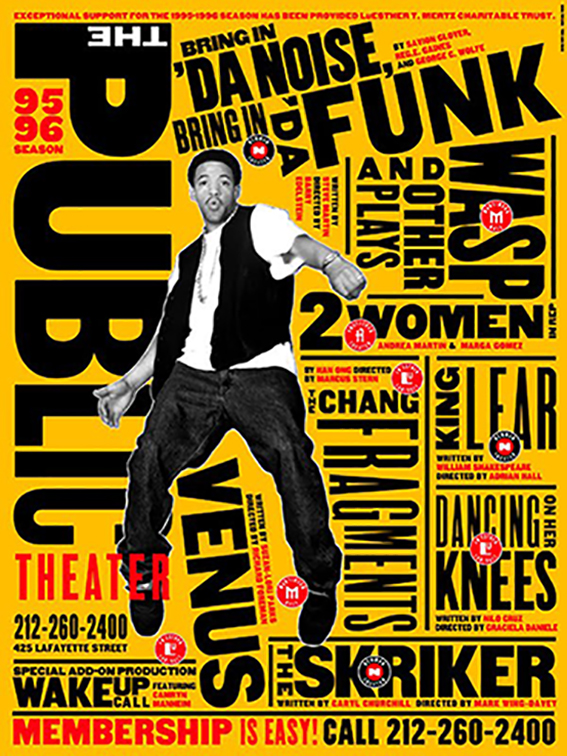 EXCEPTIONAL SUPPORT FOR THE 1995-1996 SEASON HAS BEEN PROVIDED LUESTHER T. MERTZ CHARITABLE TRUST.
THE
PUBLIC
THEATER
95
96
SEASON
BRING IN
'DA NOISE,
BRING IN
'DA
FUNK
BY SAVION GLOVER,
REG E. GAINES
AND GEORGE C. WOLFE
N
WASP
AND
OTHER
PLAYS
WRITTEN BY
STEVE MARTIN
DIRECTED BY
BARRY
EDELSTEIN
M
2 WOMEN
ANDREA MARTIN & MARGA GOMEZ
A
BY HAN ONG DIRECTED
BY MARCUS STERN
L
THE
CHANG
FRAGMENTS
KING
LEAR
WRITTEN BY
WILLIAM SHAKESPEARE
DIRECTED BY ADRIAN HALL
N
DANCING
ON HER
KNEES
WRITTEN BY NILO CRUZ
DIRECTED BY GRACIELA DANIELE
L
VENUS
WRITTEN BY SUZAN-LORI PARKS
DIRECTED BY RICHARD FOREMAN
M
212-260-2400
425 LAFAYETTE STREET
L
SPECIAL ADD-ON PRODUCTION
WAKE UP
CALL
FEATURING
CAMRYN
MANHEIM
THE
SKRIKER
N
WRITTEN BY CARYL CHURCHILL DIRECTED BY MARK WING-DAVEY
MEMBERSHIP IS EASY! CALL 212-260-2400